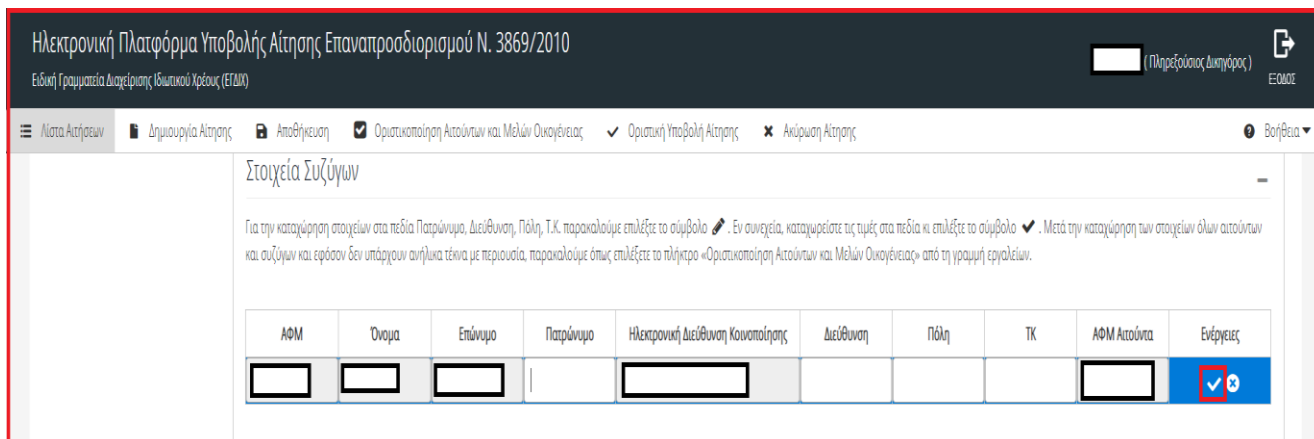 Ηλεκτρονική Πλατφόρμα Υποβολής Αίτησης Επαναπροσδιορισμού Ν. 3869/2010
( Πληρεξούσιος Δικηγόρος )
Ειδική Γραμματεία Διαχείρισης Ιδιωτικού Χρέους (ΕΓΔΙΧ)
ΕΞΟΔΟΣ
Λίστα Αιτήσεων Δημιουργία Αίτησης Αποθήκευση Οριστικοποίηση Αιτούντων και Μελών Οικογένειας Οριστική Υποβολή Αίτησης Ακύρωση Αίτησης Βοήθεια
Στοιχεία Συζύγων
Για την καταχώρηση στοιχείων στα πεδία Πατρώνυμο, Διεύθυνση, Πόλη, Τ.Κ. παρακαλούμε επιλέξτε το σύμβολο . Εν συνεχεία, καταχωρείστε τις τιμές στα πεδία κι επιλέξτε το σύμβολο ✔ . Μετά την καταχώρηση των στοιχείων όλων αιτούντων
και συζύγων και εφόσον δεν υπάρχουν ανήλικα τέκνα με περιουσία, παρακαλούμε όπως επιλέξετε το πλήκτρο «Οριστικοποίηση Αιτούντων και Μελών Οικογένειας» από τη γραμμή εργαλείων.
ΑΦΜ Όνομα Επώνυμο Πατρώνυμο Ηλεκτρονική Διεύθυνση Κοινοποίησης Διεύθυνση Πόλη ΤΚ ΑΦΜ Αιτούντα Ενέργειες